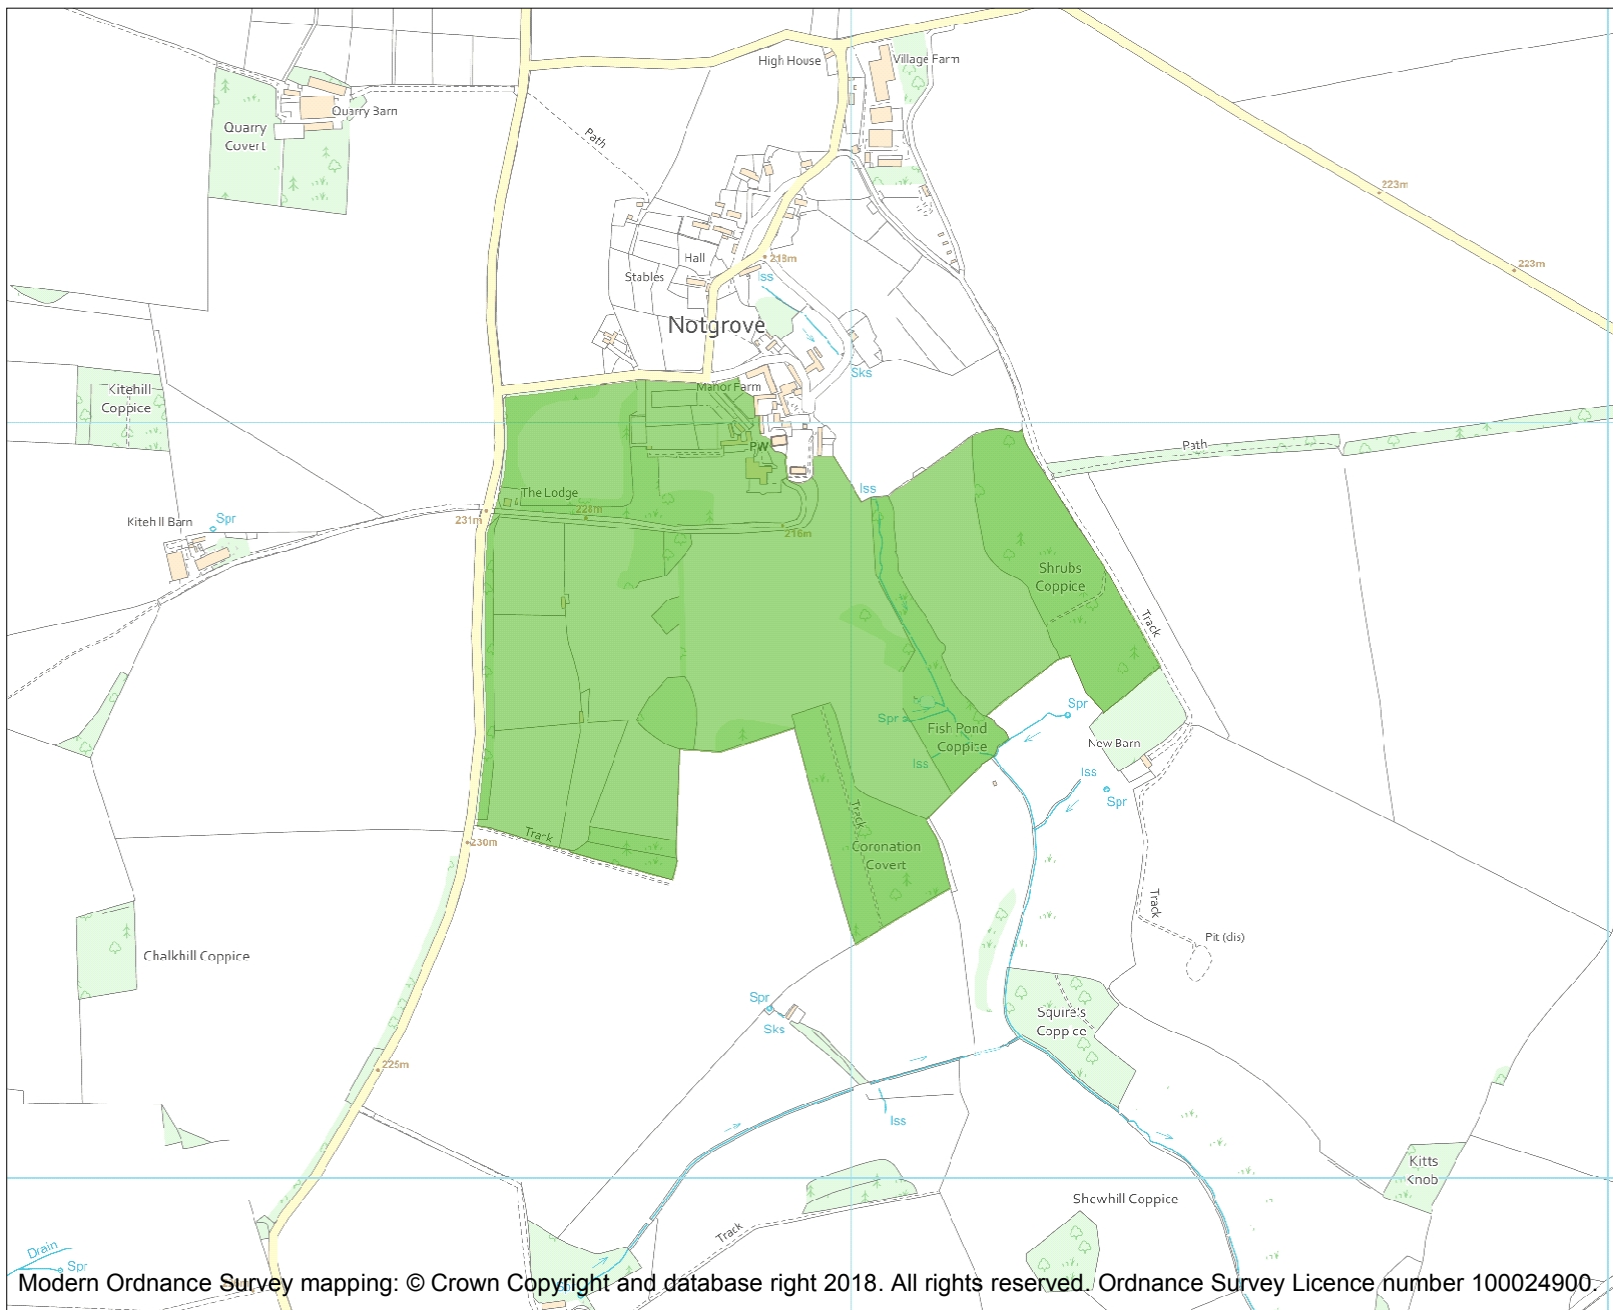 High House
Village Farm
Quarry Barn
Quarry
Covert
Path
223m
Hall
218m
Stables
Iss
223m
Notgrove
Sks
Kitehill
Coppice
Manor Farm
PW
Path
Iss
The Lodge
228m
231m
Kitehill Barn
Spr
216m
Shrubs
Coppice
Track
Spr
Spr
Fish Pond
Coppice
New Barn
Iss
Iss
Spr
Track
Track
230m
Coronation
Covert
Track
Pit (dis)
Chalkhill Coppice
Spr
Sks
Squire's
Coppice
225m
Iss
Kitts
Knob
Shewhill Coppice
Track
Drain
Spr
Modern Ordnance Survey mapping: © Crown Copyright and database right 2018. All rights reserved. Ordnance Survey Licence number 100024900.